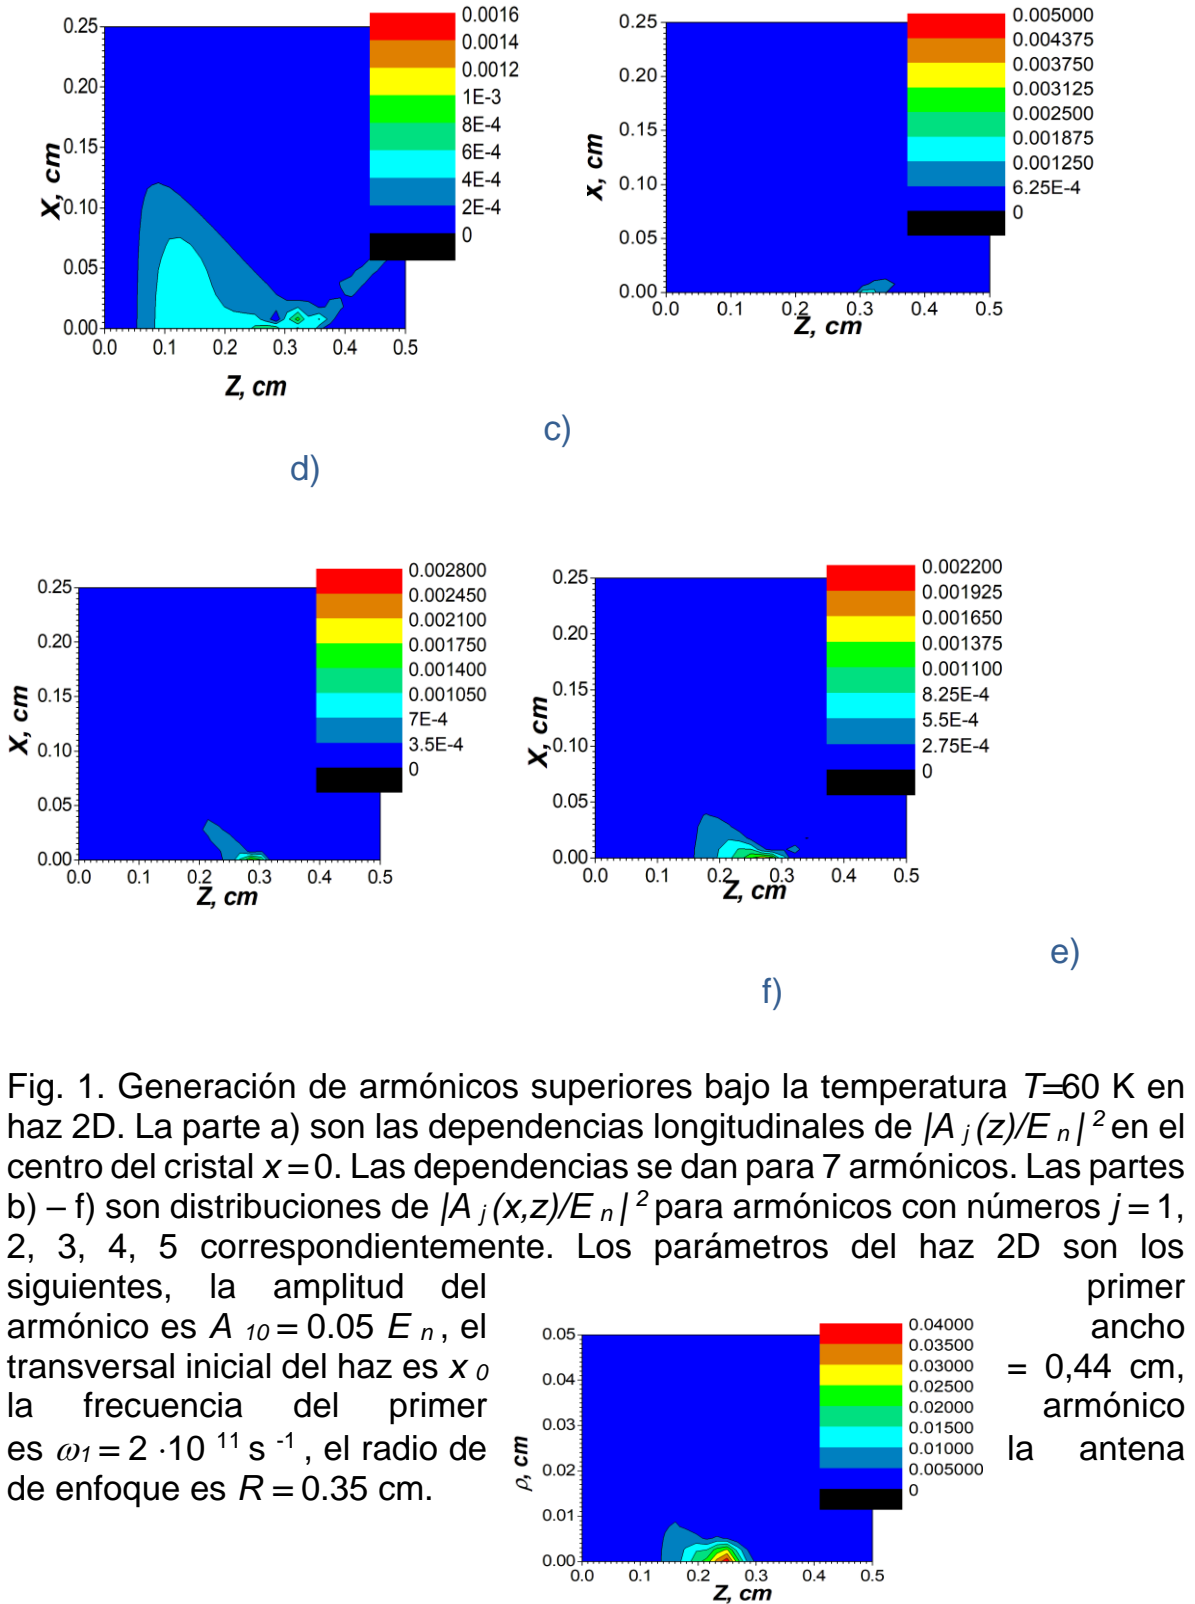 0.25
0.20
0.15
0.10
0.05
0.00
X, cm
0.0 0.1 0.2 0.3 0.4 0.5
Z, cm
0.0016
0.0014
0.0012
1E-3
8E-4
6E-4
4E-4
2E-4
0
0.25
0.20
0.15
0.10
0.05
0.00
x, cm
0.0 0.1 0.2 0.3 0.4 0.5
Z, cm
0.005000
0.004375
0.003750
0.003125
0.002500
0.001875
0.001250
6.25E-4
0
c)
d)
0.25
0.20
0.15
0.10
0.05
0.00
X, cm
0.0 0.1 0.2 0.3 0.4 0.5
Z, cm
0.002800
0.002450
0.002100
0.001750
0.001400
0.001050
7E-4
3.5E-4
0
0.25
0.20
0.15
0.10
0.05
0.00
X, cm
0.0 0.1 0.2 0.3 0.4 0.5
Z, cm
0.002200
0.001925
0.001650
0.001375
0.001100
8.25E-4
5.5E-4
2.75E-4
0
e)
f)
Fig. 1. Generación de armónicos superiores bajo la temperatura T=60 K en
haz 2D. La parte a) son las dependencias longitudinales de |A j (z)/E n| ² en el
centro del cristal x = 0. Las dependencias se dan para 7 armónicos. Las partes
b) – f) son distribuciones de |A j (x,z)/E n| ² para armónicos con números j = 1,
2, 3, 4, 5 correspondientemente. Los parámetros del haz 2D son los
siguientes, la amplitud del primer
armónico es A 10 = 0.05 E n , el ancho
transversal inicial del haz es x 0 = 0,44 cm,
la frecuencia del primer armónico
es ω1 = 2 ·10 ¹¹ s ⁻¹ , el radio de la antena
de enfoque es R = 0.35 cm.
0.05
0.04
0.03
0.02
0.01
0.00
ρ, cm
0.0 0.1 0.2 0.3 0.4 0.5
Z, cm
0.04000
0.03500
0.03000
0.02500
0.02000
0.01500
0.01000
0.005000
0